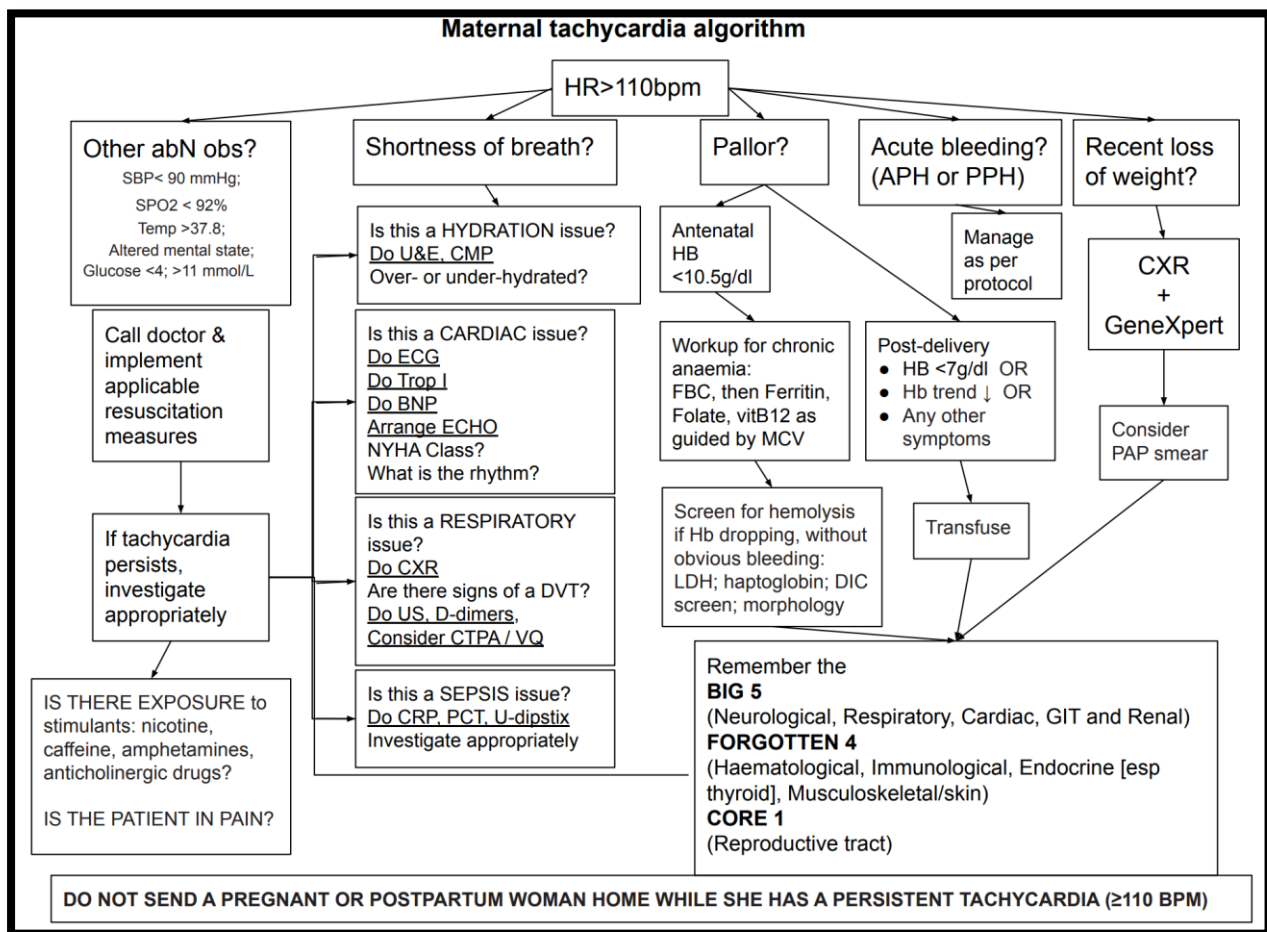 Maternal tachycardia algorithm
HR>110bpm
Other abN obs?
SBP< 90 mmHg;
SPO2 < 92%
Temp >37.8;
Altered mental state;
Glucose <4; >11 mmol/L
Call doctor &
implement
applicable
resuscitation
measures
If tachycardia
persists,
investigate
appropriately
IS THERE EXPOSURE to
stimulants: nicotine,
caffeine, amphetamines,
anticholinergic drugs?
IS THE PATIENT IN PAIN?
Shortness of breath?
Is this a HYDRATION issue?
Do U&E, CMP
Over- or under-hydrated?
Is this a CARDIAC issue?
Do ECG
Do Trop I
Do BNP
Arrange ECHO
NYHA Class?
What is the rhythm?
Is this a RESPIRATORY
issue?
Do CXR
Are there signs of a DVT?
Do US, D-dimers,
Consider CTPA / VQ
Is this a SEPSIS issue?
Do CRP, PCT, U-dipstix
Investigate appropriately
Pallor?
Antenatal
HB
<10.5g/dl
Workup for chronic
anaemia:
FBC, then Ferritin,
Folate, vitB12 as
guided by MCV
Screen for hemolysis
if Hb dropping, without
obvious bleeding:
LDH; haptoglobin; DIC
screen; morphology
Post-delivery
● HB <7g/dl OR
● Hb trend ↓ OR
● Any other
symptoms
Transfuse
Acute bleeding?
(APH or PPH)
Manage
as per
protocol
Recent loss
of weight?
CXR
+
GeneXpert
Consider
PAP smear
Remember the
BIG 5
(Neurological, Respiratory, Cardiac, GIT and Renal)
FORGOTTEN 4
(Haematological, Immunological, Endocrine [esp
thyroid], Musculoskeletal/skin)
CORE 1
(Reproductive tract)
DO NOT SEND A PREGNANT OR POSTPARTUM WOMAN HOME WHILE SHE HAS A PERSISTENT TACHYCARDIA (≥110 BPM)